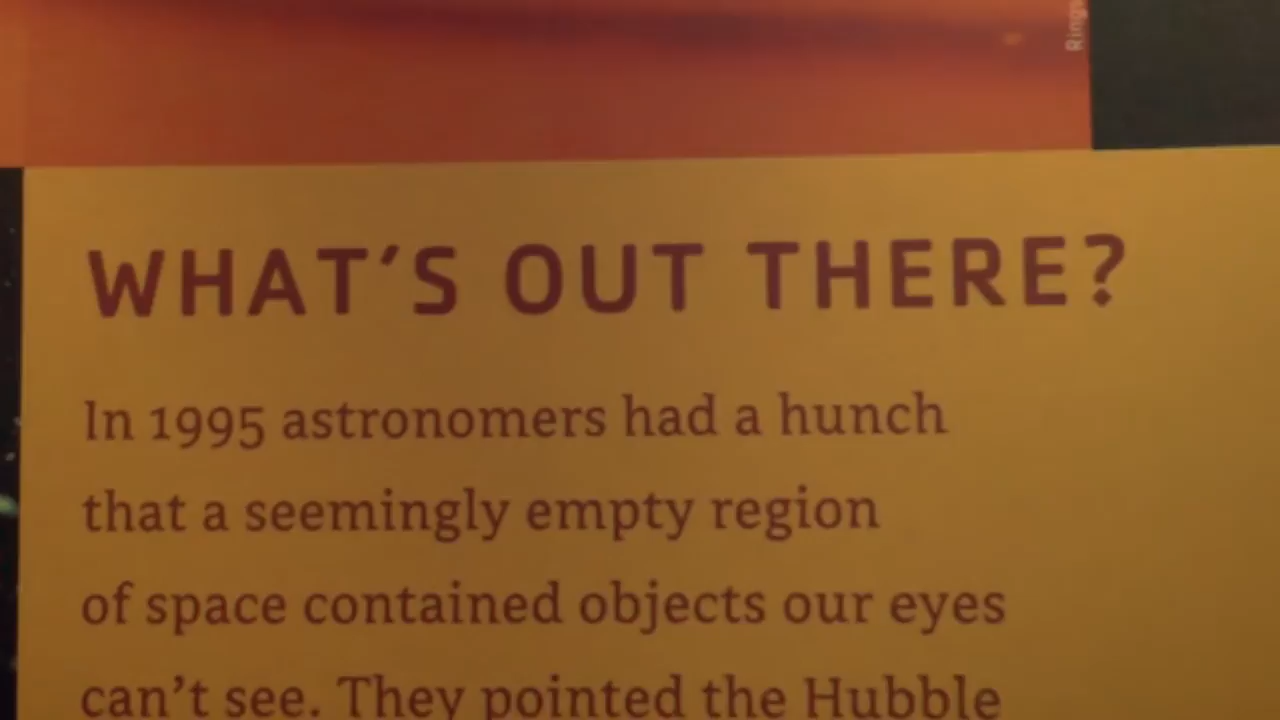 Rings
WHAT'S OUT THERE?
In 1995 astronomers had a hunch
that a seemingly empty region
of space contained objects our eyes
can't see. They pointed the Hubble